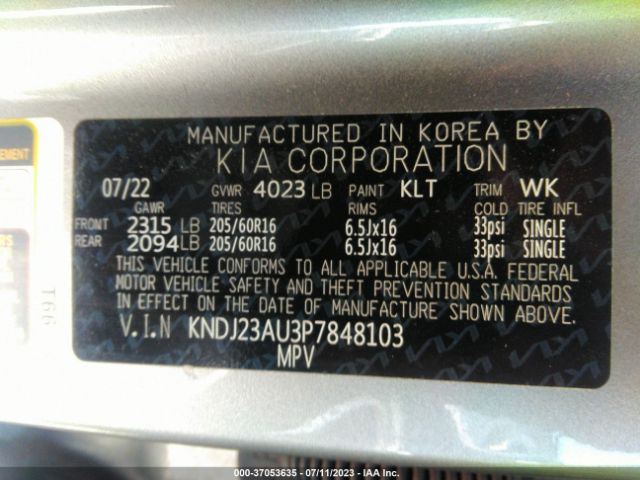 MANUFACTURED IN KOREA BY
KIA CORPORATION
07/22 GVWR 4023 LB PAINT KLT TRIM WK
GAWR TIRES RIMS COLD TIRE INFL
FRONT 2315 LB 205/60R16 6.5Jx16 33psi SINGLE
REAR 2094 LB 205/60R16 6.5Jx16 33psi SINGLE
THIS VEHICLE CONFORMS TO ALL APPLICABLE U.S.A. FEDERAL
MOTOR VEHICLE SAFETY AND THEFT PREVENTION STANDARDS
IN EFFECT ON THE DATE OF MANUFACTURE SHOWN ABOVE.
V.I.N KNDJ23AU3P7848103
MPV
EMENT
RS
T66
000-37053635 - 07/11/2023 - IAA Inc.